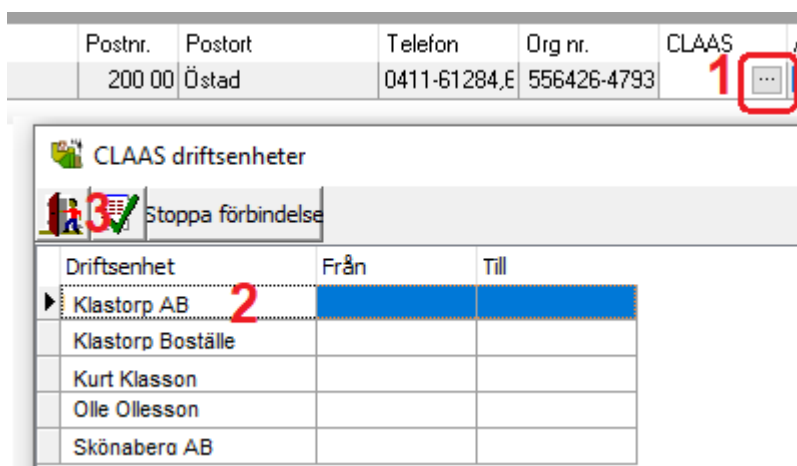 Postnr. Postort Telefon Org nr. CLAAS
200 00 Östad 0411-61284,E 556426-4793 1 ...
CLAAS driftsenheter
3 Stoppa förbindelse
Driftsenhet Från Till
Klastorp AB 2
Klastorp Boställe
Kurt Klasson
Olle Ollesson
Skönaberg AB